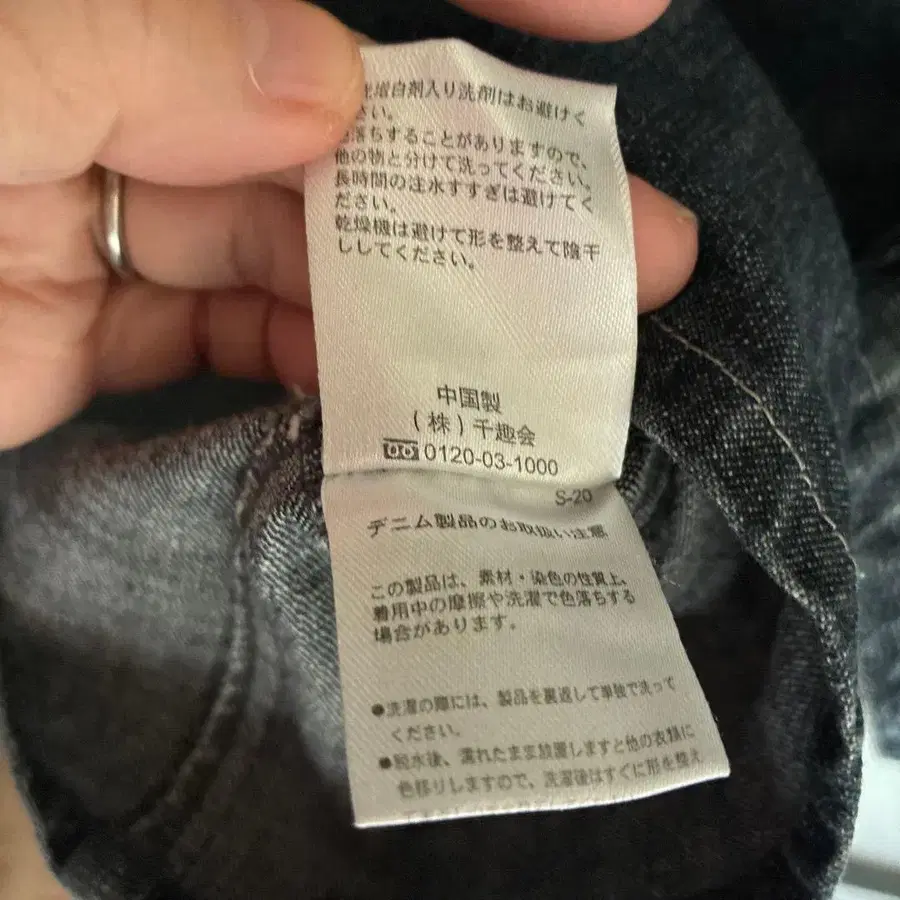 増白剤入り洗剤はお避けく
さい。
色落ちすることがありますので、
他の物と分けて洗ってください。
長時間の注水すすぎは避けてく
ださい。
乾燥機は避けて形を整えて陰干
ししてください。
中国製
(株)千趣会
0120-03-1000
S-20
デニム製品のお取扱い注意
この製品は、素材・染色の性質上、
着用中の摩擦や洗濯で色落ちする
場合があります。
●洗濯の際には、製品を裏返して単独で洗って
ください。
●脱水後、濡れたまま放置しますと他の衣類に
色移りしますので、洗濯後はすぐに形を整え